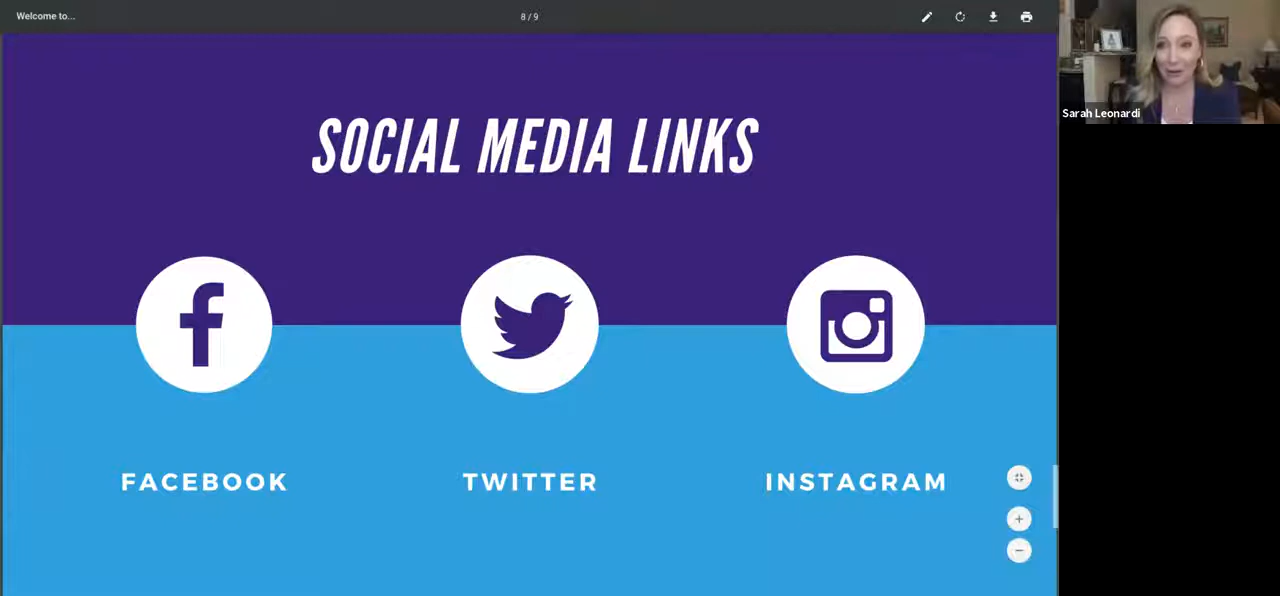 Welcome to...
8 / 9
Sarah Leonardi
SOCIAL MEDIA LINKS
FACEBOOK
TWITTER
INSTAGRAM